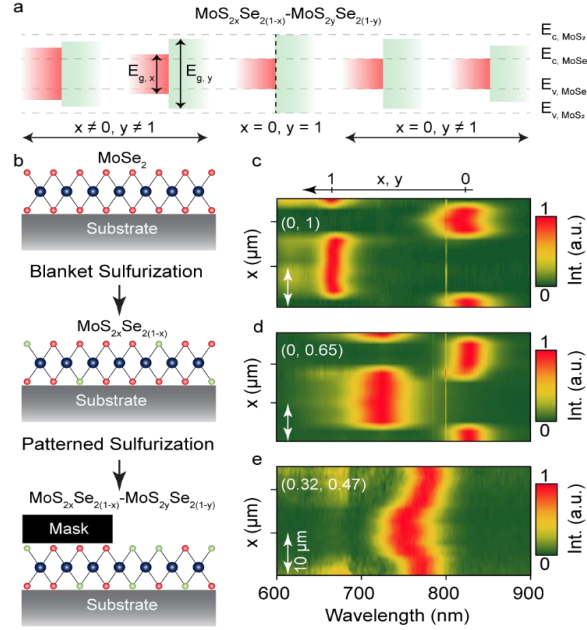 a
MoS2xSe2(1-x)-MoS2ySe2(1-y)
Ec, MoS2
Ec, MoSe
Ev, MoSe
Ev, MoS2
Eg, x
Eg, y
x ≠ 0, y ≠ 1
x = 0, y = 1
x = 0, y ≠ 1
b
MoSe2
Substrate
Blanket Sulfurization
MoS2xSe2(1-x)
Substrate
Patterned Sulfurization
MoS2xSe2(1-x)-MoS2ySe2(1-y)
Mask
Substrate
c
1
x, y
0
(0, 1)
x (µm)
1
0
Int. (a.u.)
d
(0, 0.65)
x (µm)
1
0
Int. (a.u.)
e
(0.32, 0.47)
x (µm)
10 µm
1
0
Int. (a.u.)
600
700
800
900
Wavelength (nm)